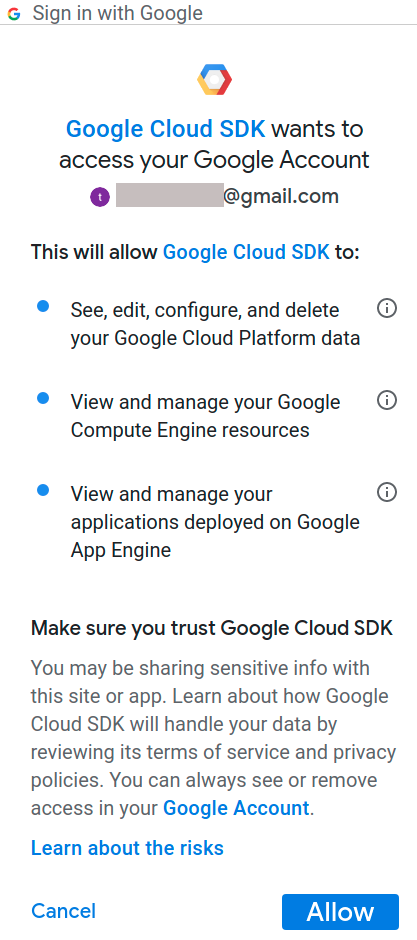 Sign in with Google
Google Cloud SDK wants to
access your Google Account
t @gmail.com
This will allow Google Cloud SDK to:
See, edit, configure, and delete
your Google Cloud Platform data
View and manage your Google
Compute Engine resources
View and manage your
applications deployed on Google
App Engine
Make sure you trust Google Cloud SDK
You may be sharing sensitive info with
this site or app. Learn about how Google
Cloud SDK will handle your data by
reviewing its terms of service and privacy
policies. You can always see or remove
access in your Google Account.
Learn about the risks
Cancel Allow